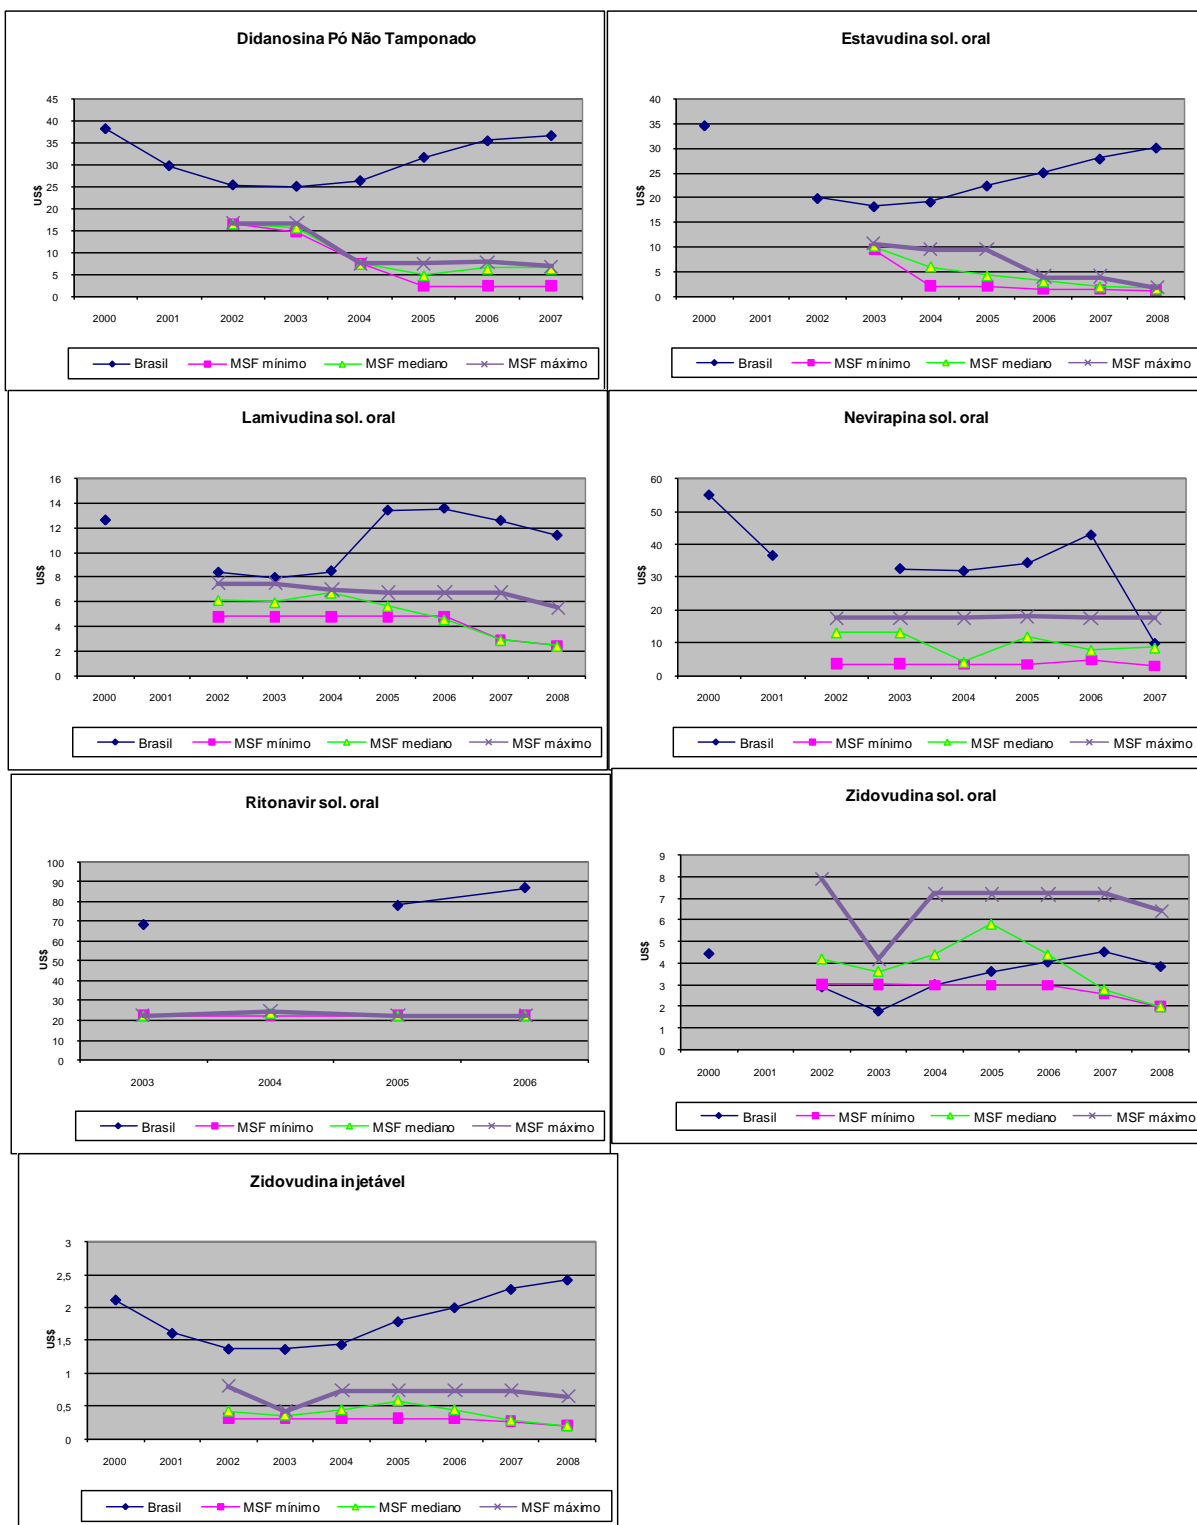 Didanosina Pó Não Tamponado
US$
45
40
35
30
25
20
15
10
5
0
2000 2001 2002 2003 2004 2005 2006 2007
Brasil MSF mínimo MSF mediano MSF máximo
Estavudina sol. oral
US$
40
35
30
25
20
15
10
5
0
2000 2001 2002 2003 2004 2005 2006 2007 2008
Brasil MSF mínimo MSF mediano MSF máximo
Lamivudina sol. oral
US$
16
14
12
10
8
6
4
2
0
2000 2001 2002 2003 2004 2005 2006 2007 2008
Brasil MSF mínimo MSF mediano MSF máximo
Nevirapina sol. oral
US$
60
50
40
30
20
10
0
2000 2001 2002 2003 2004 2005 2006 2007
Brasil MSF mínimo MSF mediano MSF máximo
Ritonavir sol. oral
US$
100
90
80
70
60
50
40
30
20
10
0
2003 2004 2005 2006
Brasil MSF mínimo MSF mediano MSF máximo
Zidovudina sol. oral
US$
9
8
7
6
5
4
3
2
1
0
2000 2001 2002 2003 2004 2005 2006 2007 2008
Brasil MSF mínimo MSF mediano MSF máximo
Zidovudina injetável
US$
3
2,5
2
1,5
1
0,5
0
2000 2001 2002 2003 2004 2005 2006 2007 2008
Brasil MSF mínimo MSF mediano MSF máximo